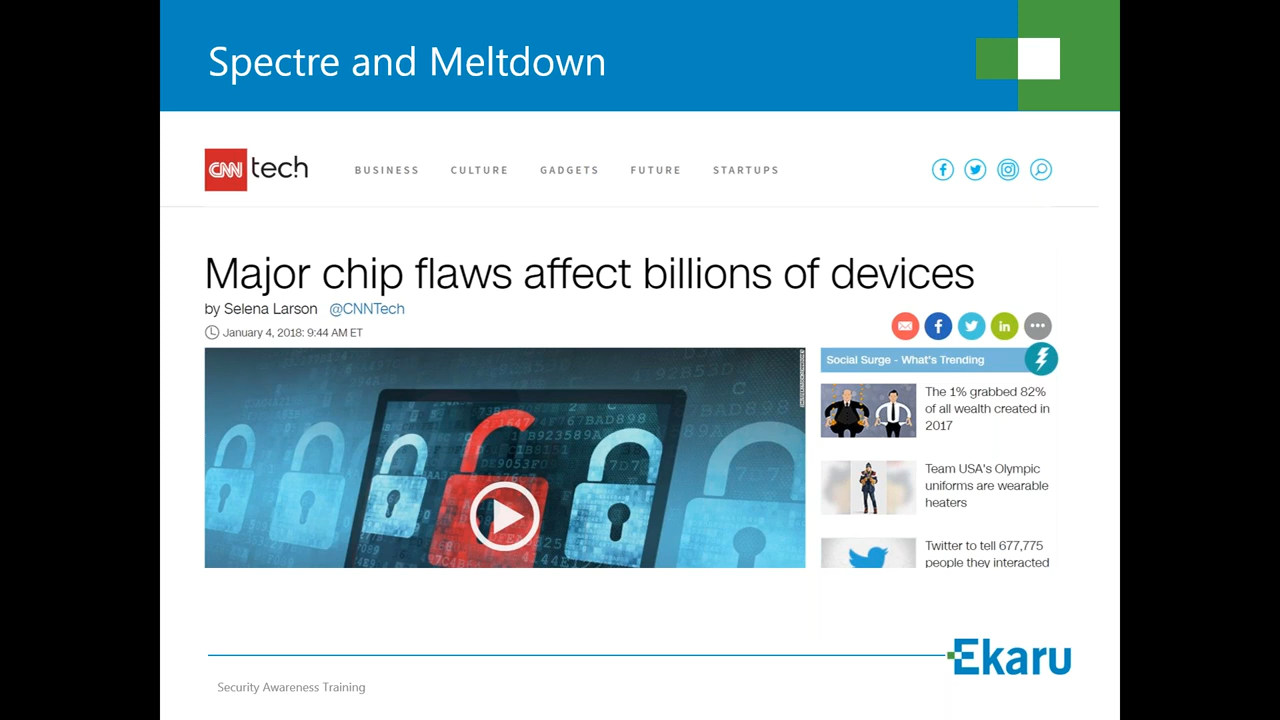 Spectre and Meltdown
CNN tech
BUSINESS CULTURE GADGETS FUTURE STARTUPS
Major chip flaws affect billions of devices
by Selena Larson @CNNTech
January 4, 2018: 9:44 AM ET
Social Surge - What's Trending
The 1% grabbed 82%
of all wealth created in
2017
Team USA's Olympic
uniforms are wearable
heaters
Twitter to tell 677,775
people they interacted
Ekaru
Security Awareness Training